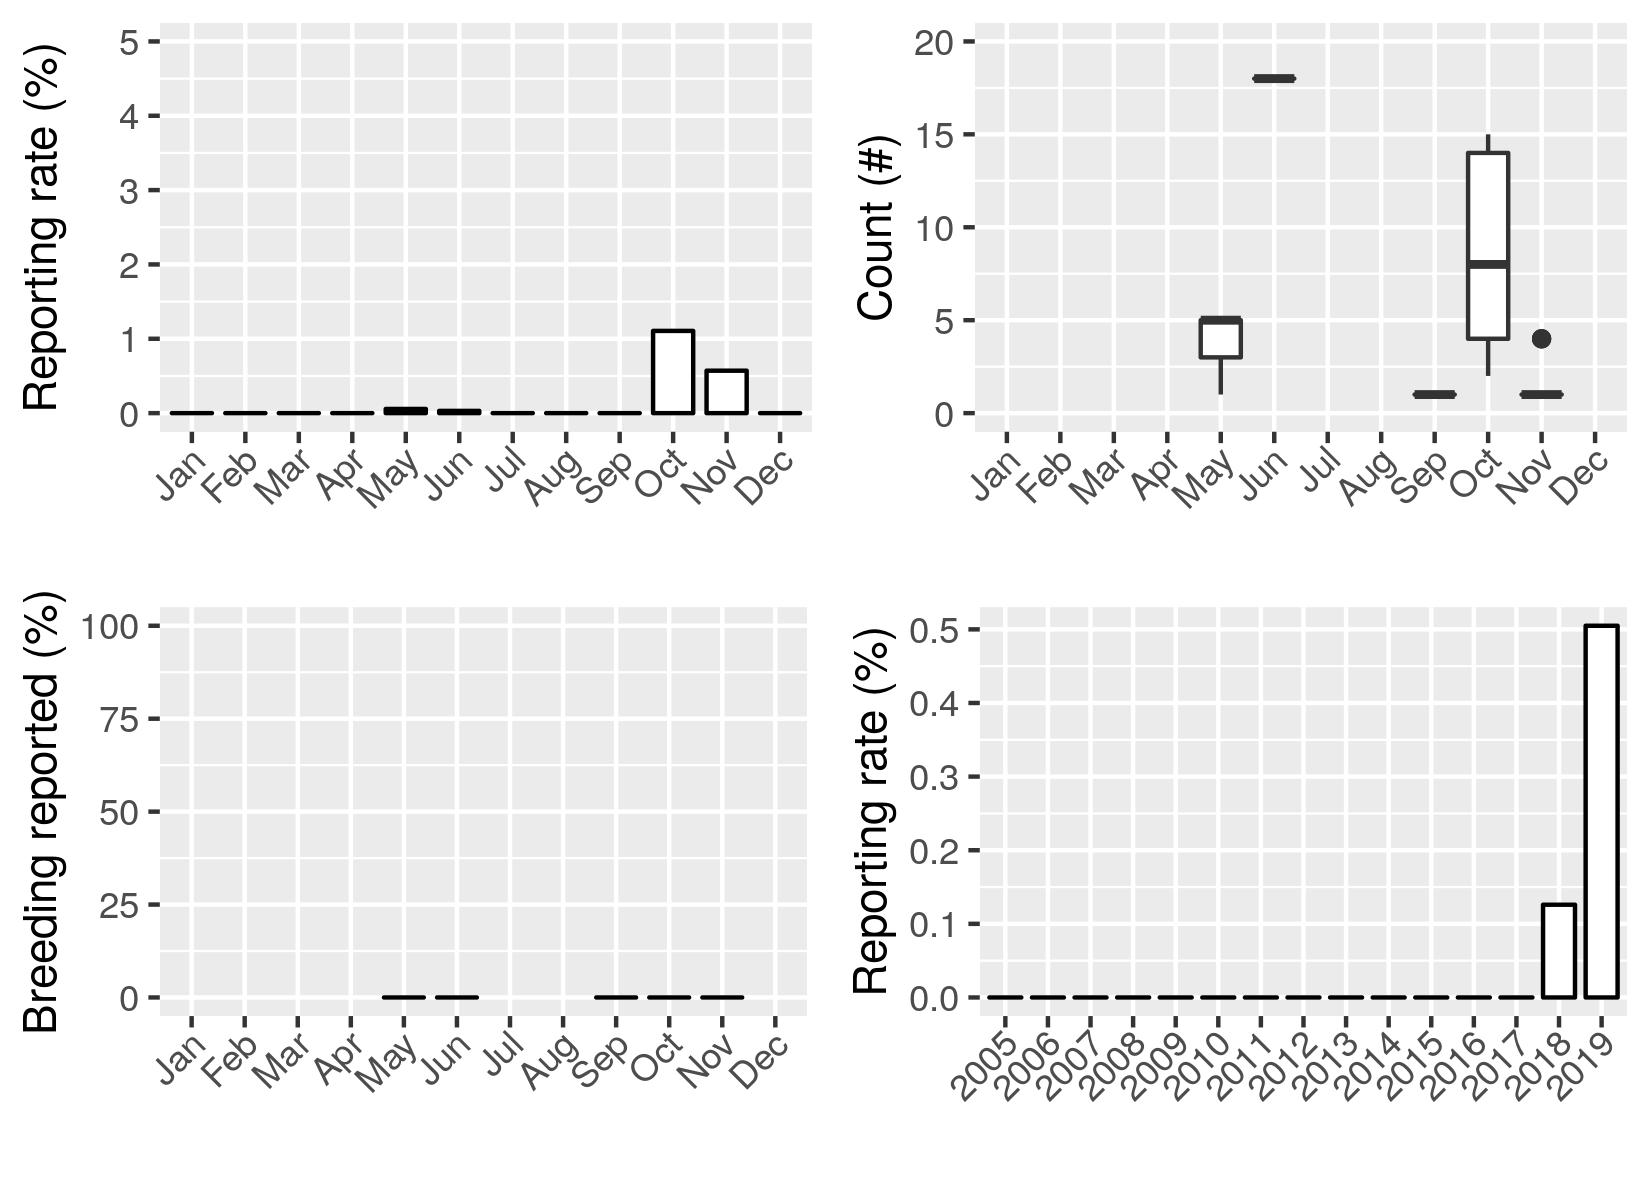 Reporting rate (%)
5
4
3
2
1
0
Jan Feb Mar Apr May Jun Jul Aug Sep Oct Nov Dec
Count (#)
20
15
10
5
0
Jan Feb Mar Apr May Jun Jul Aug Sep Oct Nov Dec
Breeding reported (%)
100
75
50
25
0
Jan Feb Mar Apr May Jun Jul Aug Sep Oct Nov Dec
Reporting rate (%)
0.5
0.4
0.3
0.2
0.1
0.0
2005 2006 2007 2008 2009 2010 2011 2012 2013 2014 2015 2016 2017 2018 2019